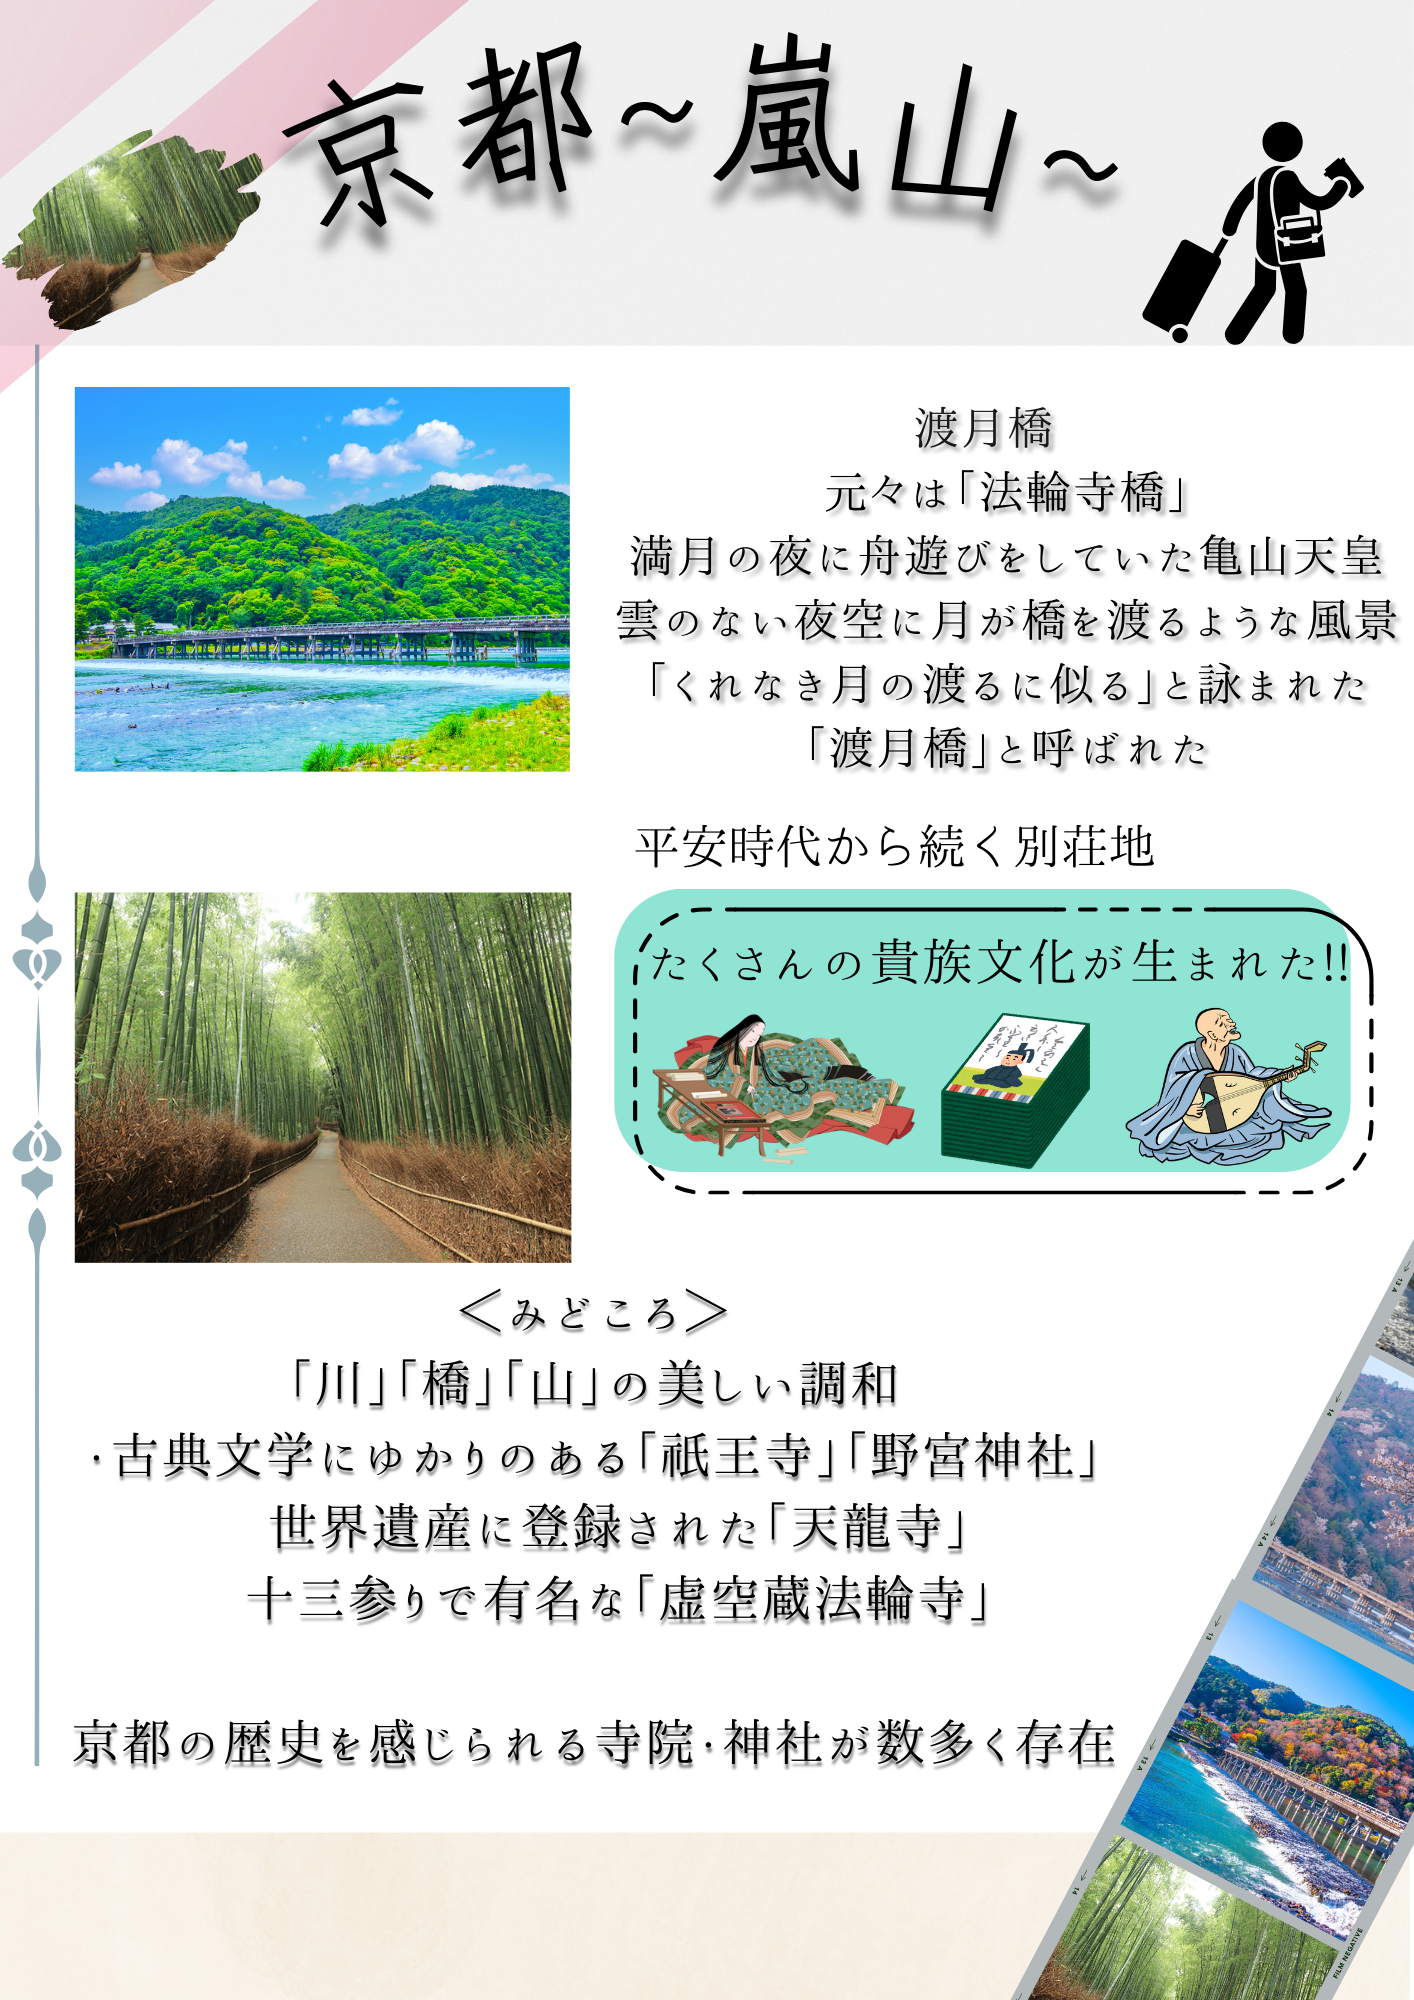 京都～嵐山～
渡月橋
元々は「法輪寺橋」
満月の夜に舟遊びをしていた亀山天皇
雲のない夜空に月が橋を渡るような風景
「くれなき月の渡るに似る」と詠まれた
「渡月橋」と呼ばれた
平安時代から続く別荘地
たくさんの貴族文化が生まれた!!
＜みどころ＞
「川」「橋」「山」の美しい調和
・古典文学にゆかりのある「祇王寺」「野宮神社」
世界遺産に登録された「天龍寺」
十三参りで有名な「虚空蔵法輪寺」
京都の歴史を感じられる寺院・神社が数多く存在
13A
14
14A
13
13A
14
FILM NEGATIVE